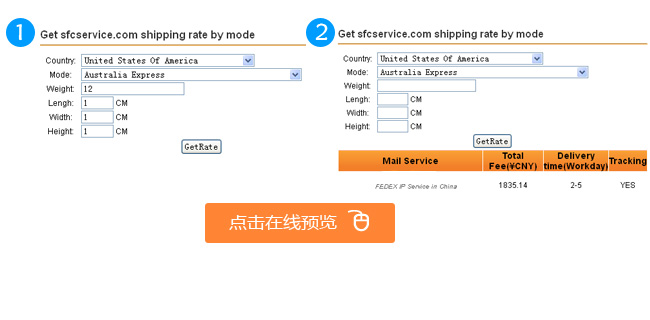 1
Get sfcservice.com shipping rate by mode
Country: United States Of America
Mode: Australia Express
Weight: 12
Lengh: 1 CM
Width: 1 CM
Height: 1 CM
GetRate
2
Get sfcservice.com shipping rate by mode
Country: United States Of America
Mode: Australia Express
Weight:
Lengh: CM
Width: CM
Height: CM
GetRate
Mail Service Total Fee(¥CNY) Delivery time(Workday) Tracking
FEDEX IP Service in China 1835.14 2-5 YES
点击在线预览